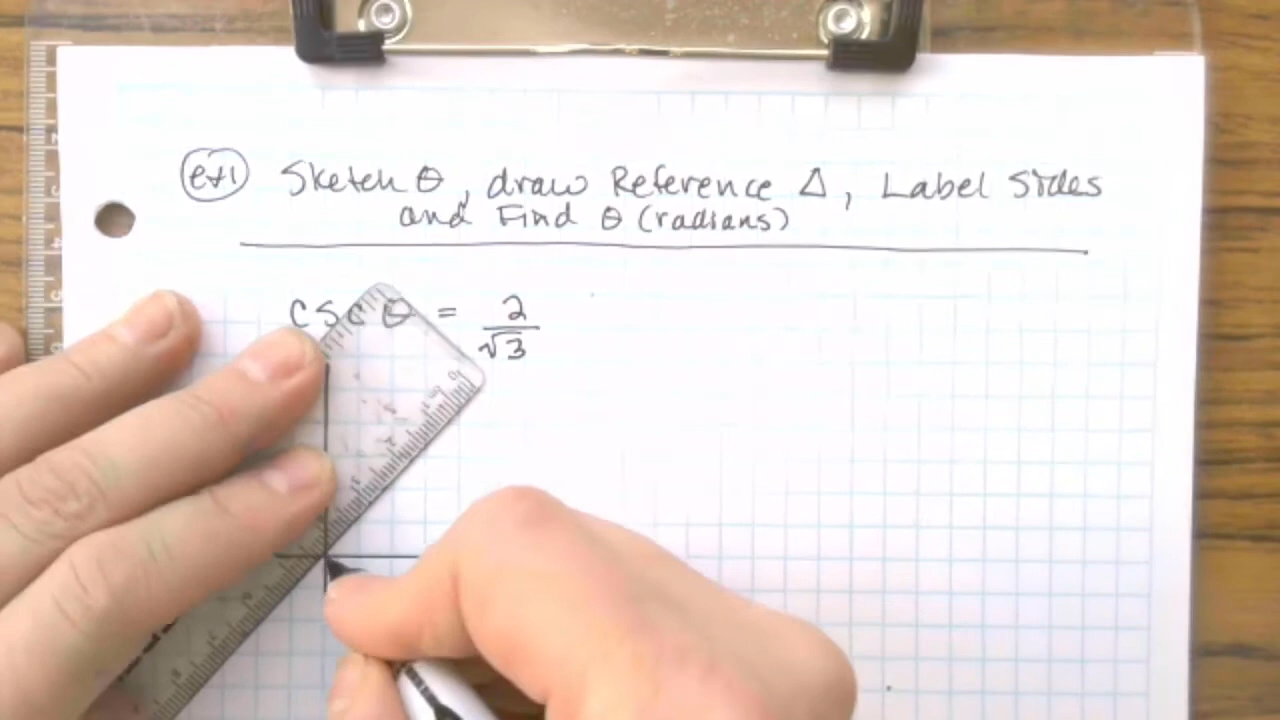 ex1 Sketch θ, draw Reference Δ, Label Sides
and Find θ (radians)
csc θ = 2/√3